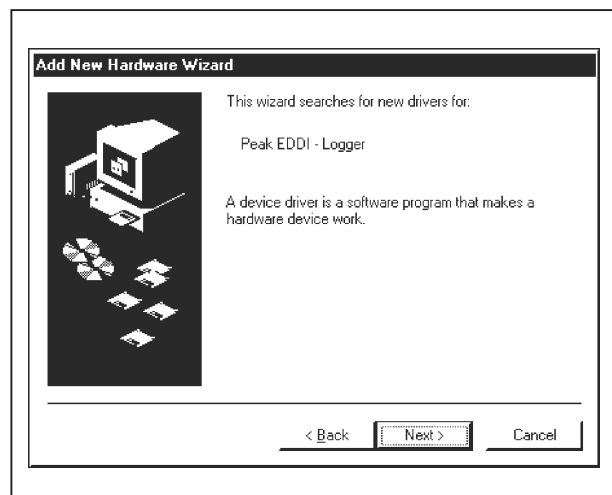 Add New Hardware Wizard
This wizard searches for new drivers for:
Peak EDDI - Logger
A device driver is a software program that makes a
hardware device work.
< Back
Next >
Cancel